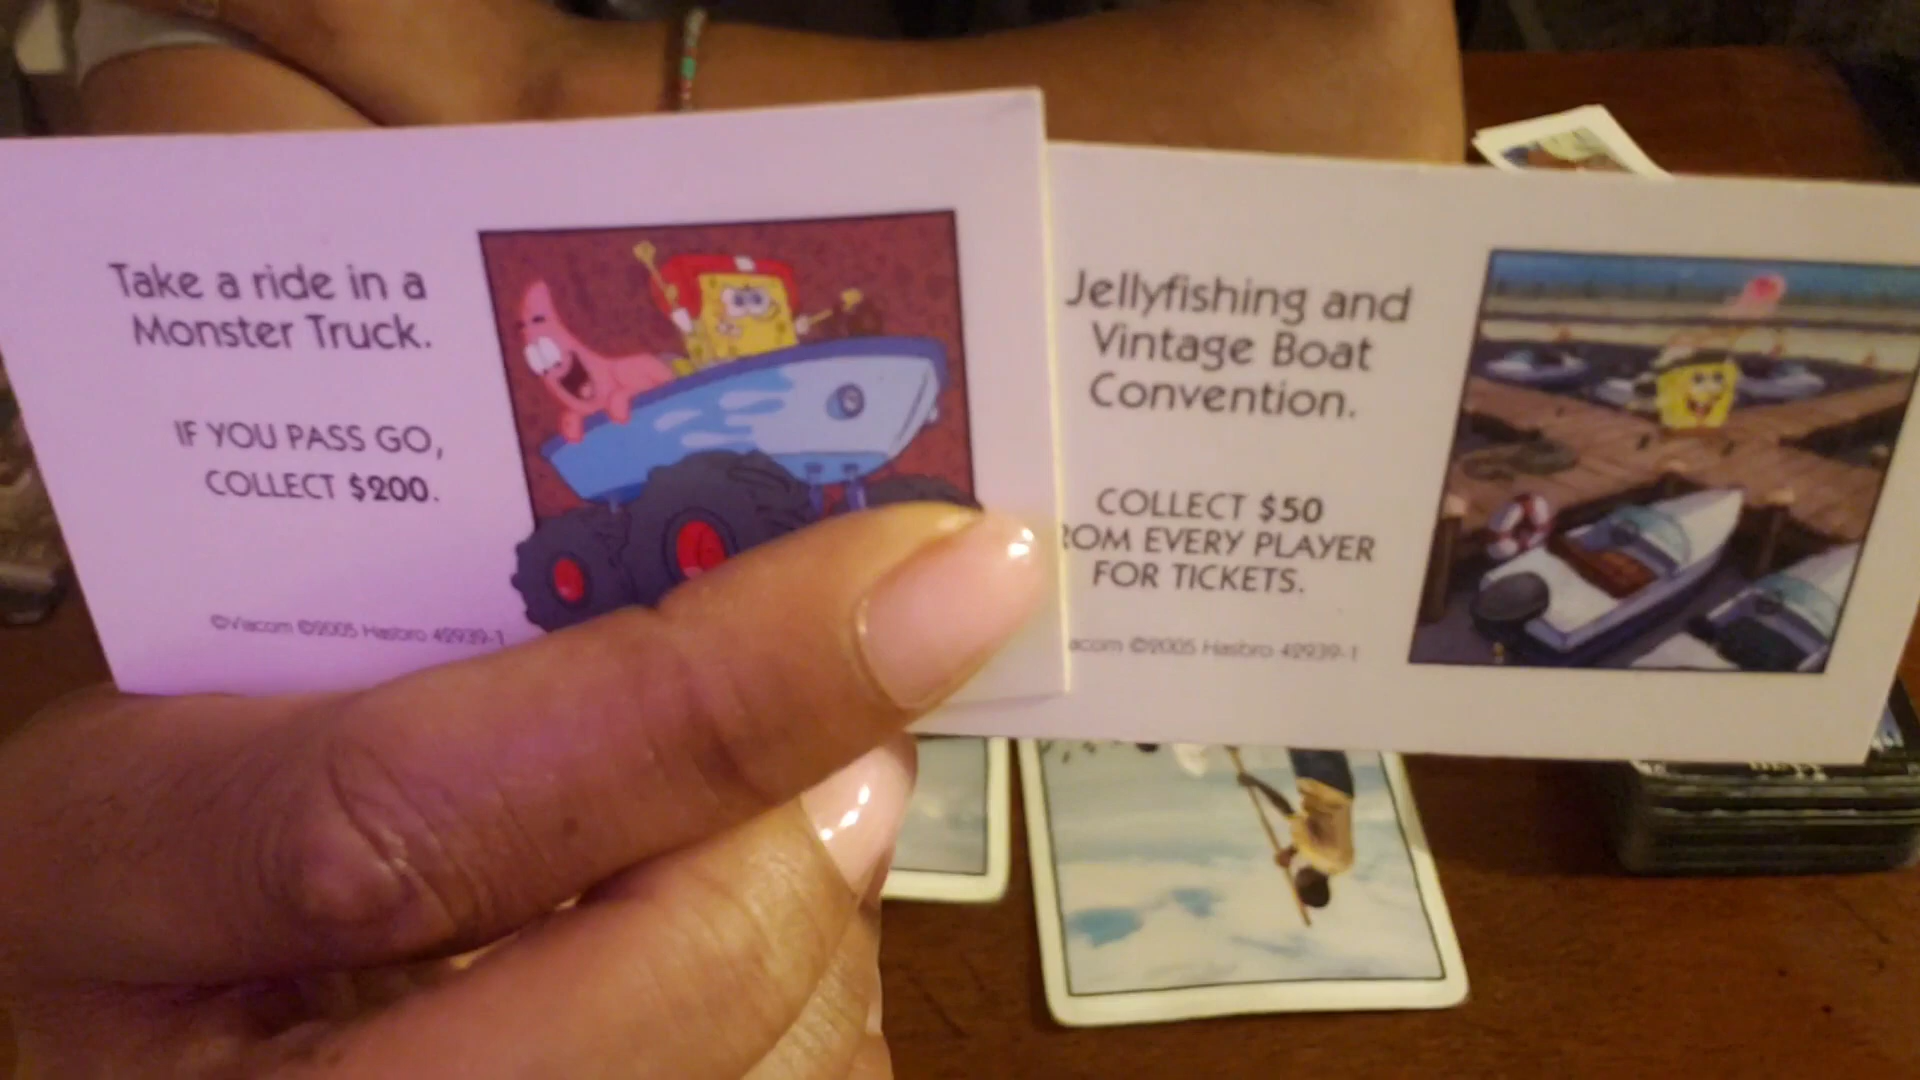 Take a ride in a
Monster Truck.
IF YOU PASS GO,
COLLECT $200.
©Viacom ©2005 Hasbro 42939-1
Jellyfishing and
Vintage Boat
Convention.
COLLECT $50
ROM EVERY PLAYER
FOR TICKETS.
acom ©2005 Hasbro 42939-1